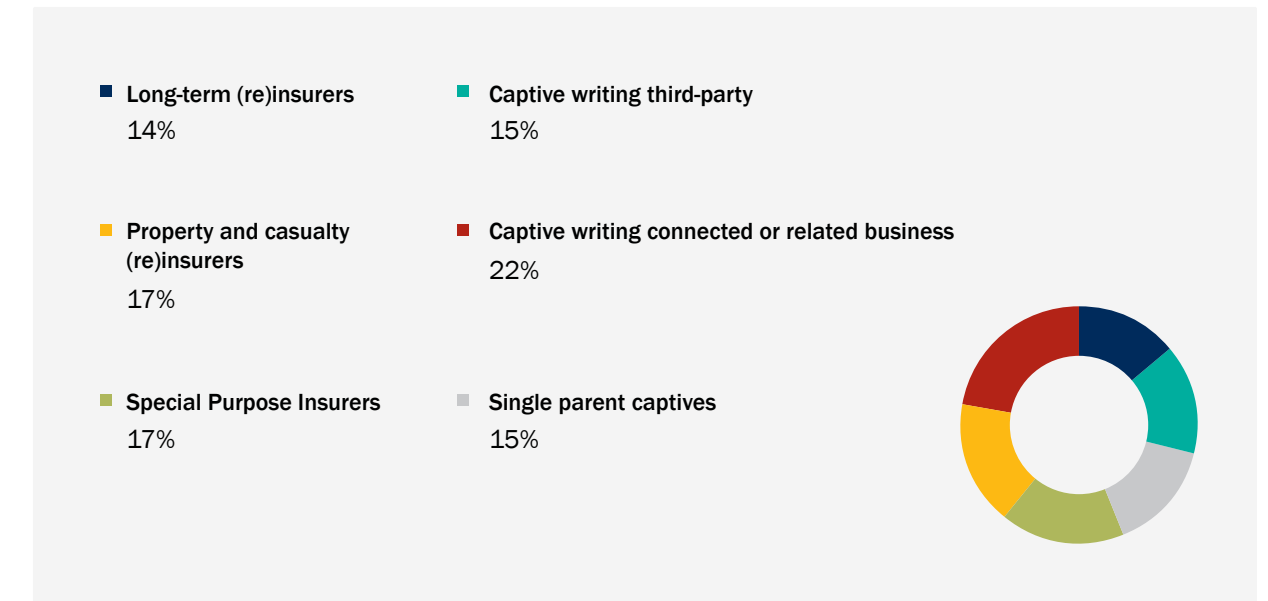 Long-term (re)insurers
14%
Captive writing third-party
15%
Property and casualty
(re)insurers
17%
Captive writing connected or related business
22%
Special Purpose Insurers
17%
Single parent captives
15%